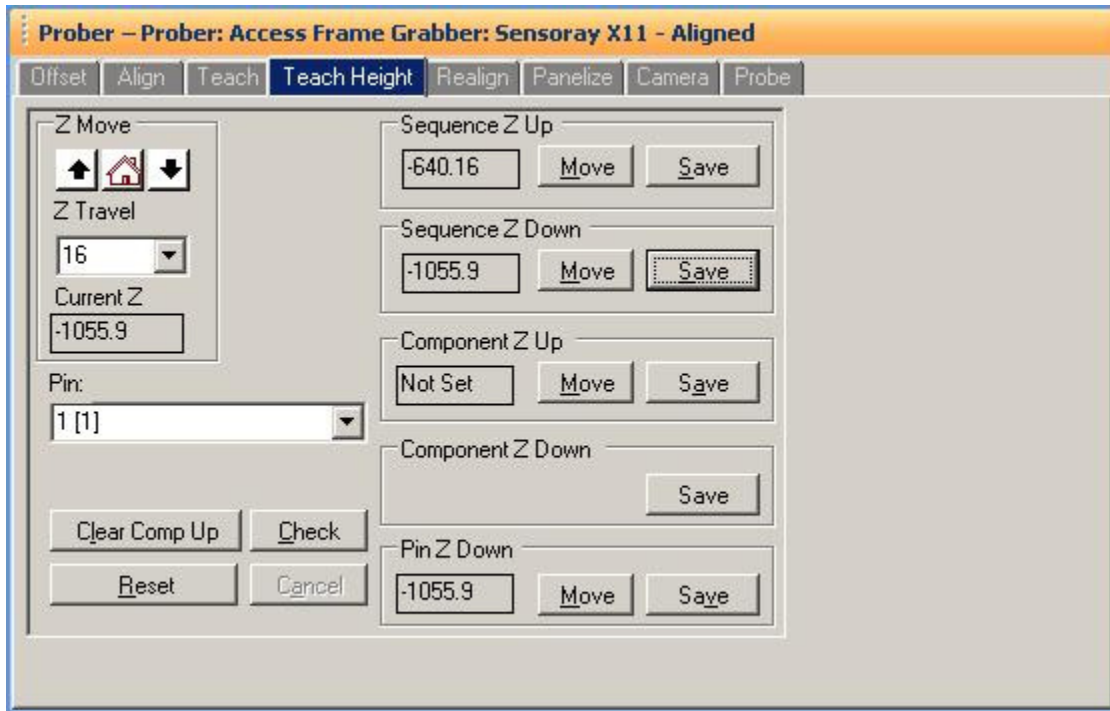 Prober – Prober: Access Frame Grabber: Sensoray X11 - Aligned
Offset Align Teach Teach Height Realign Panelize Camera Probe
Z Move
Z Travel
16
Current Z
-1055.9
Pin:
1 [1]
Clear Comp Up Check
Reset Cancel
Sequence Z Up
-640.16 Move Save
Sequence Z Down
-1055.9 Move Save
Component Z Up
Not Set Move Save
Component Z Down
Save
Pin Z Down
-1055.9 Move Save